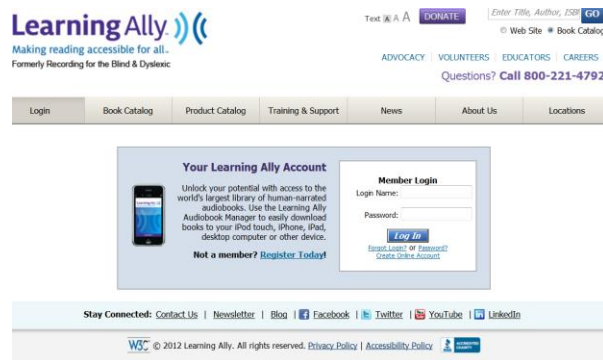 Learning Ally
Making reading accessible for all
Formerly Recording for the Blind & Dyslexic
Text A A A
DONATE
Enter Title, Author, ISB
GO
Web Site Book Catalog
ADVOCACY VOLUNTEERS EDUCATORS CAREERS
Questions? Call 800-221-4792
Login Book Catalog Product Catalog Training & Support News About Us Locations
Your Learning Ally Account
Unlock your potential with access to the
world's largest library of human-narrated
audiobooks. Use the Learning Ally
Audiobook Manager to easily download
books to your iPod touch, iPhone, iPad,
desktop computer or other device.
Not a member? Register Today!
Member Login
Login Name:
Password:
Log In
Forgot Login? or Password?
Create Online Account
Stay Connected: Contact Us | Newsletter | Blog | Facebook | Twitter | YouTube | LinkedIn
W3C © 2012 Learning Ally. All rights reserved. Privacy Policy | Accessibility Policy
ACCREDITED
CHARITY